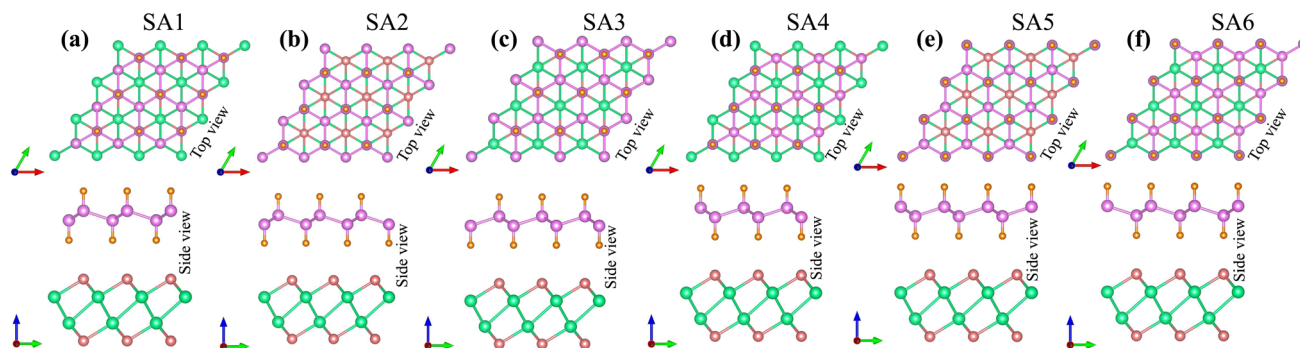 SA1
SA2
SA3
SA4
SA5
SA6
(a)
(b)
(c)
(d)
(e)
(f)
Top view
Top view
Top view
Top view
Top view
Top view
Side view
Side view
Side view
Side view
Side view
Side view